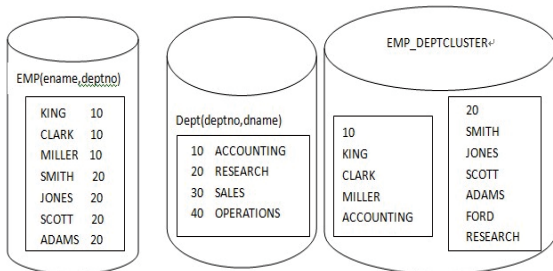 EMP(ename,deptno)
KING 10
CLARK 10
MILLER 10
SMITH 20
JONES 20
SCOTT 20
ADAMS 20
Dept(deptno,dname)
10 ACCOUNTING
20 RESEARCH
30 SALES
40 OPERATIONS
EMP_DEPTCLUSTER↵
10
KING
CLARK
MILLER
ACCOUNTING
20
SMITH
JONES
SCOTT
ADAMS
FORD
RESEARCH